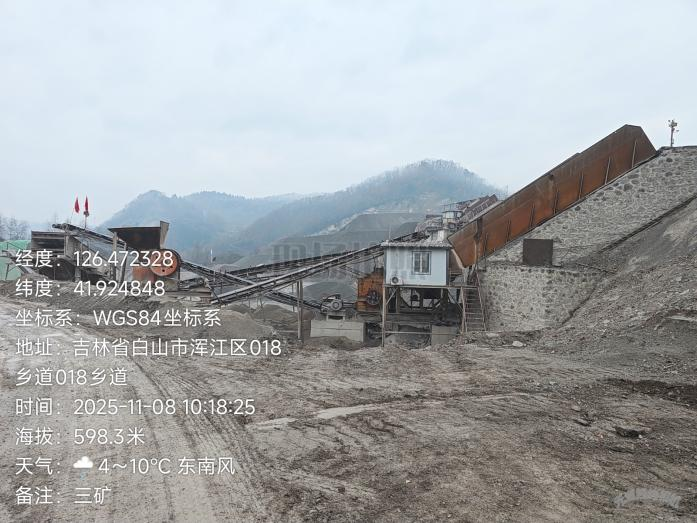 经度：126.472328
纬度：41.924848
坐标系：WGS84坐标系
地址：吉林省白山市浑江区018
乡道018乡道
时间：2025-11-08 10:18:25
海拔：598.3米
天气：🌧 4～10℃ 东南风
备注：三矿